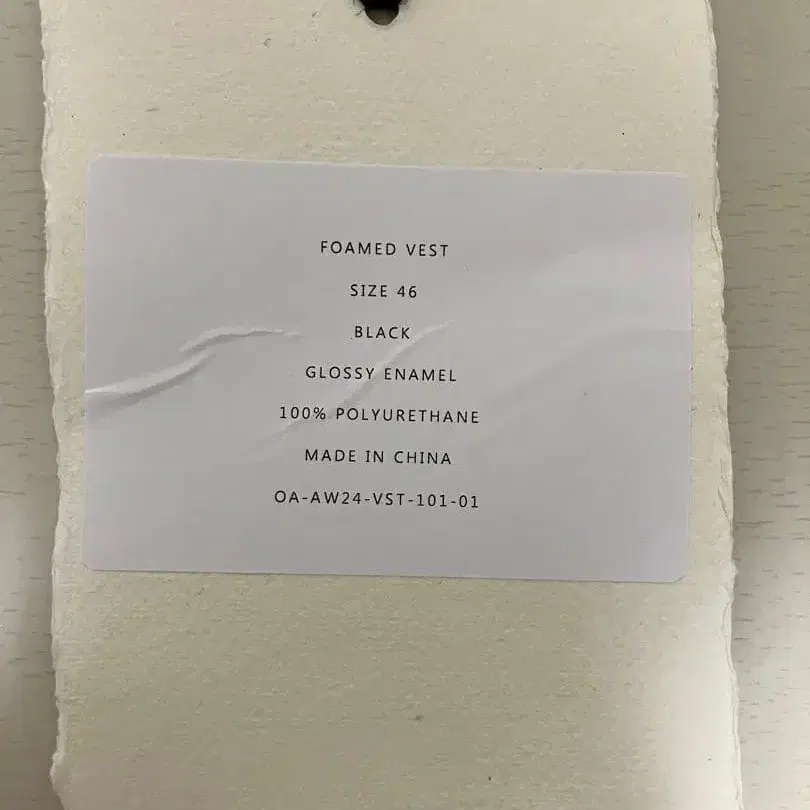 FOAMED VEST
SIZE 46
BLACK
GLOSSY ENAMEL
100% POLYURETHANE
MADE IN CHINA
OA-AW24-VST-101-01